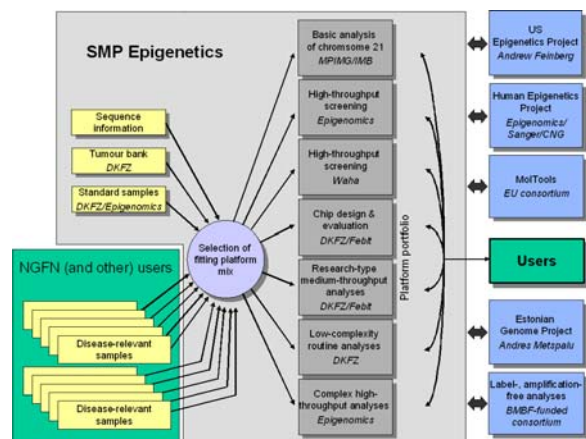 SMP Epigenetics
Sequence
information
Tumour bank
DKFZ
Standard samples
DKFZ/Epigenomics
NGFN (and other) users
Disease-relevant
samples
Disease-relevant
samples
Selection of
fitting platform
mix
Basic analysis
of chromsome 21
MPIMG/IMB
High-throughput
screening
Epigenomics
High-throughput
screening
Waha
Chip design &
evaluation
DKFZ/Febit
Research-type
medium-throughput
analyses
DKFZ/Febit
Low-complexity
routine analyses
DKFZ
Complex high-
throughput analyses
Epigenomics
Platform portfolio
US
Epigenetics Project
Andrew Feinberg
Human Epigenetics
Project
Epigenomics/
Sanger/CNG
MolTools
EU consortium
Users
Estonian
Genome Project
Andres Metspalu
Label-, amplification-
free analyses
BMBF-funded
consortium